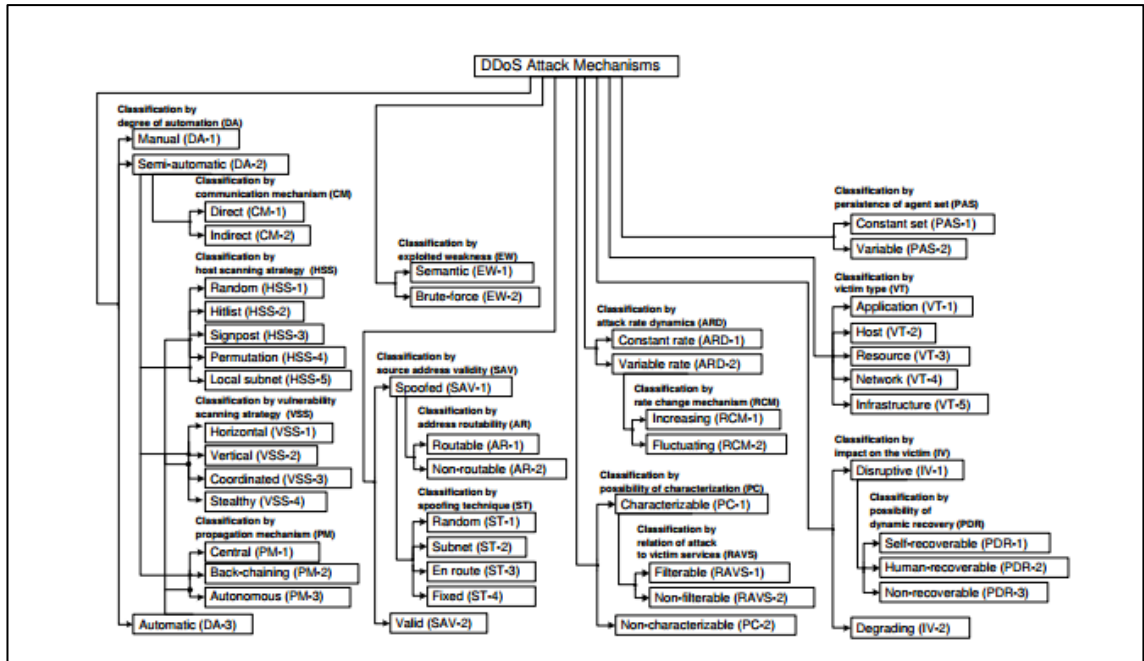 DDoS Attack Mechanisms
Classification by
degree of automation (DA)
Manual (DA-1)
Semi-automatic (DA-2)
Classification by
communication mechanism (CM)
Direct (CM-1)
Indirect (CM-2)
Classification by
host scanning strategy (HSS)
Random (HSS-1)
Hitlist (HSS-2)
Signpost (HSS-3)
Permutation (HSS-4)
Local subnet (HSS-5)
Classification by vulnerability
scanning strategy (VSS)
Horizontal (VSS-1)
Vertical (VSS-2)
Coordinated (VSS-3)
Stealthy (VSS-4)
Classification by
propagation mechanism (PM)
Central (PM-1)
Back-chaining (PM-2)
Autonomous (PM-3)
Automatic (DA-3)
Classification by
exploited weakness (EW)
Semantic (EW-1)
Brute-force (EW-2)
Classification by
source address validity (SAV)
Spoofed (SAV-1)
Classification by
address routability (AR)
Routable (AR-1)
Non-routable (AR-2)
Classification by
spoofing technique (ST)
Random (ST-1)
Subnet (ST-2)
En route (ST-3)
Fixed (ST-4)
Valid (SAV-2)
Classification by
attack rate dynamics (ARD)
Constant rate (ARD-1)
Variable rate (ARD-2)
Classification by
rate change mechanism (RCM)
Increasing (RCM-1)
Fluctuating (RCM-2)
Classification by
possibility of characterization (PC)
Characterizable (PC-1)
Classification by
relation of attack
to victim services (RAVS)
Filterable (RAVS-1)
Non-filterable (RAVS-2)
Non-characterizable (PC-2)
Classification by
persistence of agent set (PAS)
Constant set (PAS-1)
Variable (PAS-2)
Classification by
victim type (VT)
Application (VT-1)
Host (VT-2)
Resource (VT-3)
Network (VT-4)
Infrastructure (VT-5)
Classification by
impact on the victim (IV)
Disruptive (IV-1)
Classification by
possibility of
dynamic recovery (PDR)
Self-recoverable (PDR-1)
Human-recoverable (PDR-2)
Non-recoverable (PDR-3)
Degrading (IV-2)